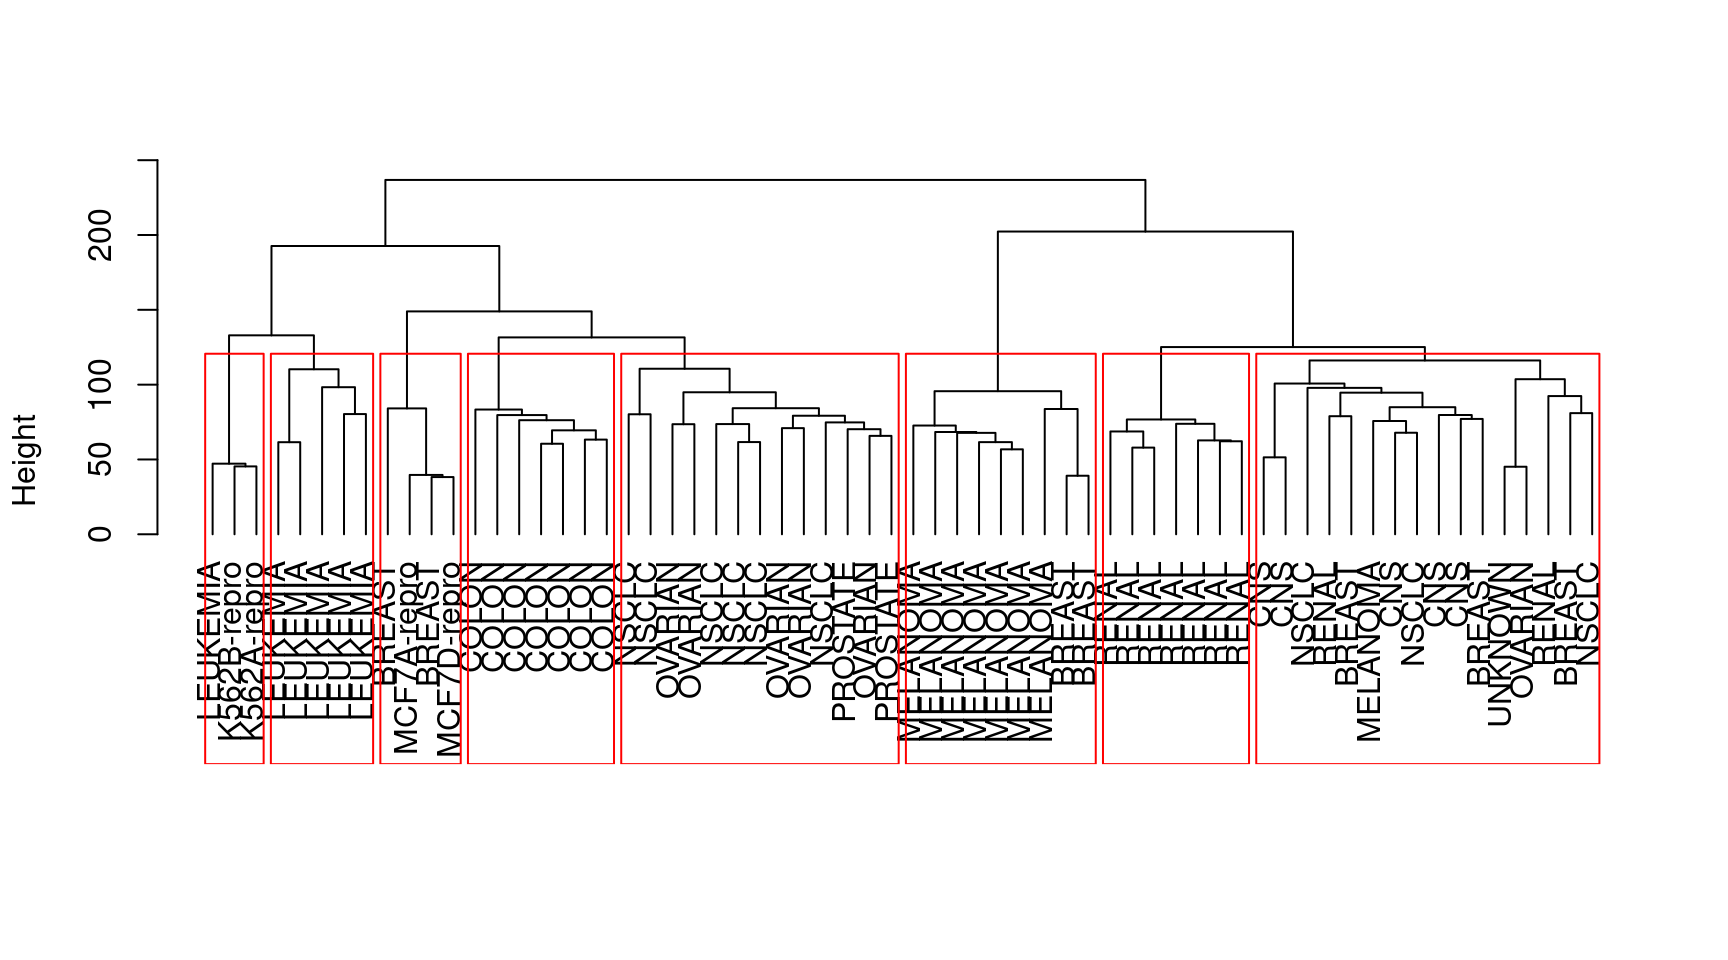 Height
200
100
50
0
LEUKEMIA
K562B-repro
K562A-repro
LEUKEMIA
LEUKEMIA
LEUKEMIA
LEUKEMIA
LEUKEMIA
BREAST
MCF7A-repro
BREAST
MCF7D-repro
COLON
COLON
COLON
COLON
COLON
COLON
COLON
NSCLC
NSCLC
OVARIAN
OVARIAN
NSCLC
NSCLC
NSCLC
OVARIAN
OVARIAN
NSCLC
PROSTATE
OVARIAN
PROSTATE
MELANOMA
MELANOMA
MELANOMA
MELANOMA
MELANOMA
MELANOMA
MELANOMA
BREAST
BREAST
RENAL
RENAL
RENAL
RENAL
RENAL
RENAL
RENAL
CNS
CNS
NSCLC
RENAL
BREAST
MELANOMA
CNS
NSCLC
CNS
CNS
BREAST
UNKNOWN
OVARIAN
RENAL
BREAST
NSCLC